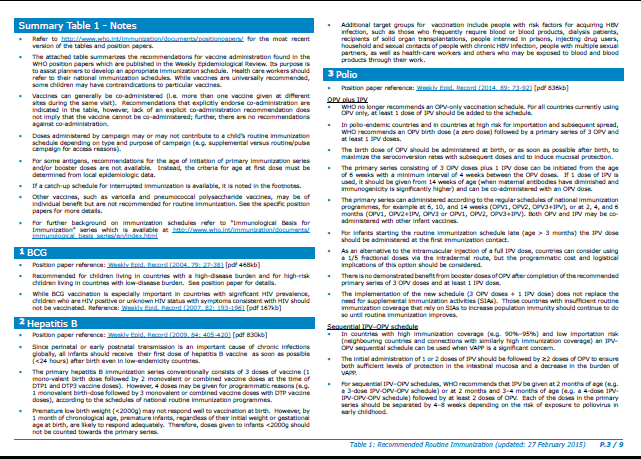 Summary Table 1 - Notes
• Refer to http://www.who.int/immunization/documents/positionpapers/ for the most recent
version of the tables and position papers.
• The attached table summarizes the recommendations for vaccine administration found in the
WHO position papers which are published in the Weekly Epidemiological Review. Its purpose is
to assist planners to develop an appropriate immunization schedule. Health care workers should
refer to their national immunization schedules. While vaccines are universally recommended,
some children may have contraindications to particular vaccines.
• Vaccines can generally be co-administered (i.e. more than one vaccine given at different
sites during the same visit). Recommendations that explicitly endorse co-administration are
indicated in the table, however, lack of an explicit co-administration recommendation does
not imply that the vaccine cannot be co-administered; further, there are no recommendations
against co-administration.
• Doses administered by campaign may or may not contribute to a child's routine immunization
schedule depending on type and purpose of campaign (e.g. supplemental versus routine/pulse
campaign for access reasons).
• For some antigens, recommendations for the age of initiation of primary immunization series
and/or booster doses are not available. Instead, the criteria for age at first dose must be
determined from local epidemiologic data.
• If a catch-up schedule for interrupted immunization is available, it is noted in the footnotes.
• Other vaccines, such as varicella and pneumococcal polysaccharide vaccines, may be of
individual benefit but are not recommended for routine immunization. See the specific position
papers for more details.
• For further background on immunization schedules refer to "Immunological Basis for
Immunization" series which is available at http://www.who.int/immunization/documents/
immunological_basis_series/en/index.html
1 BCG
• Position paper reference: Weekly Epid. Record (2004, 79: 27-38) [pdf 468kb]
• Recommended for children living in countries with a high-disease burden and for high-risk
children living in countries with low-disease burden. See position paper for details.
• While BCG vaccination is especially important in countries with significant HIV prevalence,
children who are HIV positive or unknown HIV status with symptoms consistent with HIV should
not be vaccinated. Reference: Weekly Epid. Record (2007, 82: 193-196) [pdf 167kb]
2 Hepatitis B
• Position paper reference: Weekly Epid. Record (2009, 84: 405-420) [pdf 830kb]
• Since perinatal or early postnatal transmission is an important cause of chronic infections
globally, all infants should receive their first dose of hepatitis B vaccine as soon as possible
(<24 hours) after birth even in low-endemicity countries.
• The primary hepatitis B immunization series conventionally consists of 3 doses of vaccine (1
mono-valent birth dose followed by 2 monovalent or combined vaccine doses at the time of
DTP1 and DTP3 vaccine doses). However, 4 doses may be given for programmatic reasons (e.g.
1 monovalent birth-dose followed by 3 monovalent or combined vaccine doses with DTP vaccine
doses), according to the schedules of national routine immunization programmes.
• Premature low birth weight (<2000g) may not respond well to vaccination at birth. However, by
1 month of chronological age, premature infants, regardless of their initial weight or gestational
age at birth, are likely to respond adequately. Therefore, doses given to infants <2000g should
not be counted towards the primary series.
• Additional target groups for vaccination include people with risk factors for acquiring HBV
infection, such as those who frequently require blood or blood products, dialysis patients,
recipients of solid organ transplantations, people interned in prisons, injecting drug users,
household and sexual contacts of people with chronic HBV infection, people with multiple sexual
partners, as well as health-care workers and others who may be exposed to blood and blood
products through their work.
3 Polio
• Position paper reference: Weekly Epid. Record (2014, 89: 73-92) [pdf 836kb]
OPV plus IPV
• WHO no longer recommends an OPV-only vaccination schedule. For all countries currently using
OPV only, at least 1 dose of IPV should be added to the schedule.
• In polio-endemic countries and in countries at high risk for importation and subsequent spread,
WHO recommends an OPV birth dose (a zero dose) followed by a primary series of 3 OPV and
at least 1 IPV doses.
• The birth dose of OPV should be administered at birth, or as soon as possible after birth, to
maximize the seroconversion rates with subsequent doses and to induce mucosal protection.
• The primary series consisting of 3 OPV doses plus 1 IPV dose can be initiated from the age
of 6 weeks with a minimum interval of 4 weeks between the OPV doses. If 1 dose of IPV is
used, it should be given from 14 weeks of age (when maternal antibodies have diminished and
immunogenicity is significantly higher) and can be co-administered with an OPV dose.
• The primary series can be administered according to the regular schedules of national immunization
programmes, for example at 6, 10, and 14 weeks (OPV1, OPV2, OPV3+IPV), or at 2, 4, and 6
months (OPV1, OPV2+IPV, OPV3 or OPV1, OPV2, OPV3+IPV). Both OPV and IPV may be co-
administered with other infant vaccines.
• For infants starting the routine immunization schedule late (age > 3 months) the IPV dose
should be administered at the first immunization contact.
• As an alternative to the intramuscular injection of a full IPV dose, countries can consider using
a 1/5 fractional doses via the intradermal route, but the programmatic cost and logistical
implications of this option should be considered.
• There is no demonstrated benefit from booster doses of OPV after completion of the recommended
primary series of 3 OPV doses and at least 1 IPV dose.
• The implementation of the new schedule (3 OPV doses + 1 IPV dose) does not replace the
need for supplemental immunization activities (SIAs). Those countries with insufficient routine
immunization coverage that rely on SIAs to increase population immunity should continue to do
so until routine immunization improves.
Sequential IPV–OPV schedule
• In countries with high immunization coverage (e.g. 90%–95%) and low importation risk
(neighbouring countries and connections with similarly high immunization coverage) an IPV–
OPV sequential schedule can be used when VAPP is a significant concern.
• The initial administration of 1 or 2 doses of IPV should be followed by ≥2 doses of OPV to ensure
both sufficient levels of protection in the intestinal mucosa and a decrease in the burden of
VAPP.
• For sequential IPV–OPV schedules, WHO recommends that IPV be given at 2 months of age (e.g.
a 3-dose IPV-OPV-OPV schedule) or at 2 months and 3–4 months of age (e.g. a 4-dose IPV-
IPV-OPV-OPV schedule) followed by at least 2 doses of OPV. Each of the doses in the primary
series should be separated by 4–8 weeks depending on the risk of exposure to poliovirus in
early childhood.
Table 1: Recommended Routine Immunization (updated: 27 February 2015) P.3 / 9